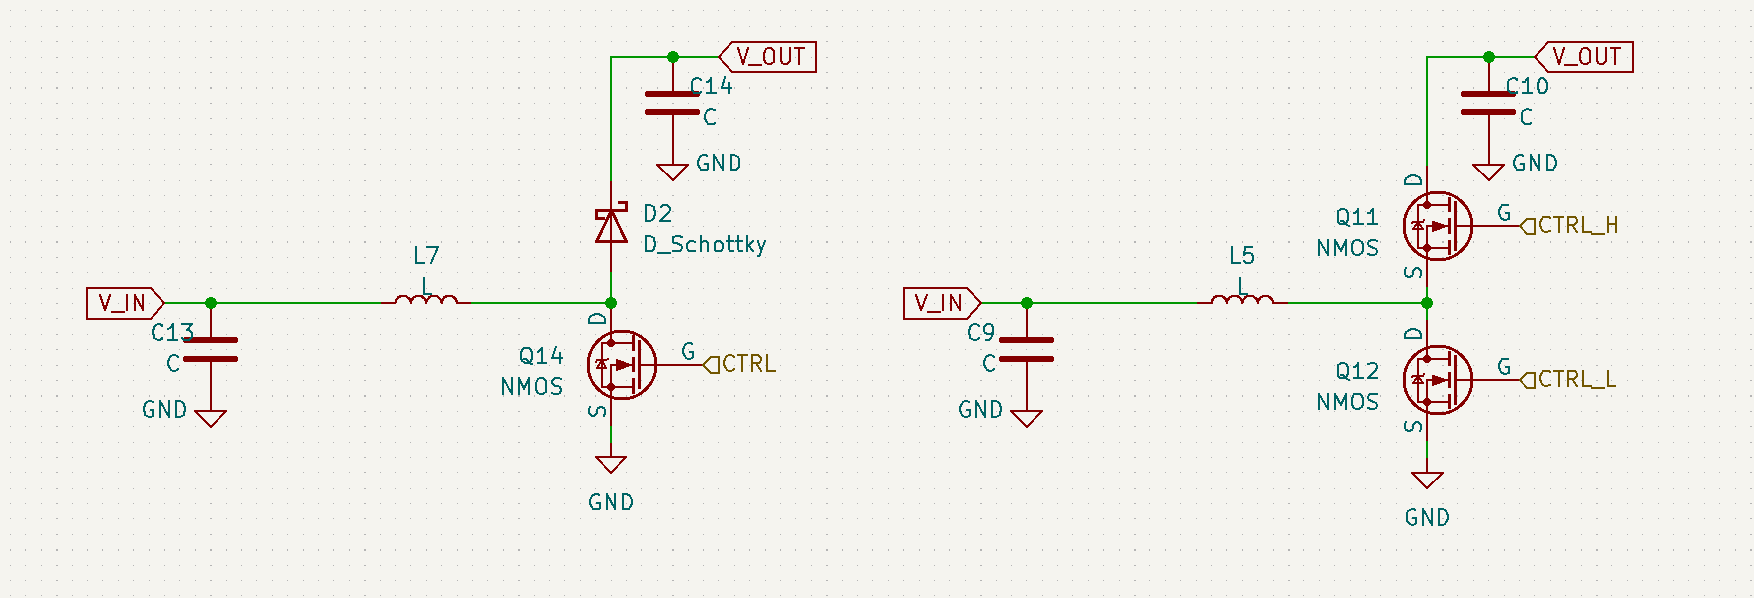 V_OUT
C14
C
GND
D2
D_Schottky
L7
L
V_IN
C13
C
GND
D
Q14
NMOS
G
CTRL
S
GND
V_OUT
C10
C
GND
D
Q11
NMOS
G
CTRL_H
S
L5
L
V_IN
C9
C
GND
D
Q12
NMOS
G
CTRL_L
S
GND